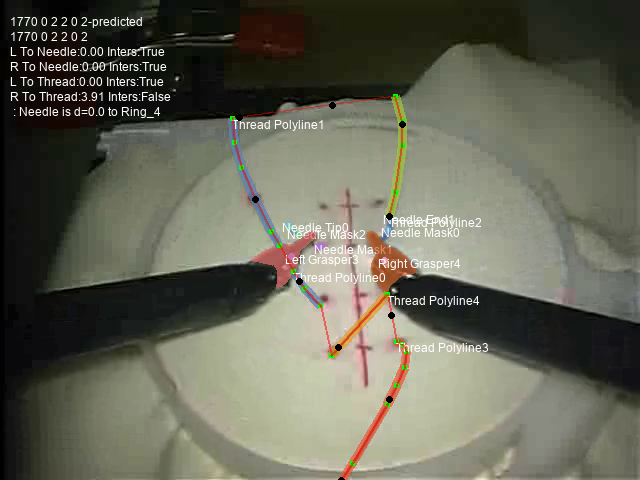 1770 0 2 2 0 2-predicted
1770 0 2 2 0 2
L To Needle:0.00 Inters:True
R To Needle:0.00 Inters:True
L To Thread:0.00 Inters:True
R To Thread:3.91 Inters:False
: Needle is d=0.0 to Ring_4
Thread Polyline1
Needle End1
Thread Polyline2
Needle Tip0
Needle Mask2
Needle Mask0
Needle Mask1
Left Grasper3
Right Grasper4
Thread Polyline0
Thread Polyline4
Thread Polyline3